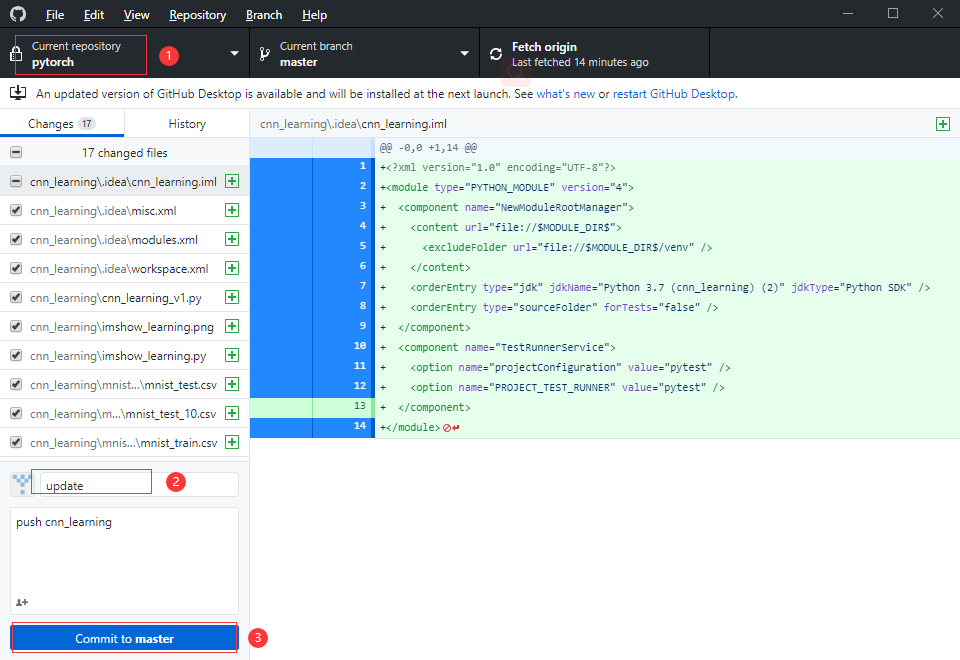 File Edit View Repository Branch Help
Current repository
pytorch
1
Current branch
master
Fetch origin
Last fetched 14 minutes ago
An updated version of GitHub Desktop is available and will be installed at the next launch. See what's new or restart GitHub Desktop.
Changes 17 History
cnn_learning\.idea\cnn_learning.iml
17 changed files
cnn_learning\.idea\cnn_learning.iml
cnn_learning\.idea\misc.xml
cnn_learning\.idea\modules.xml
cnn_learning\.idea\workspace.xml
cnn_learning\cnn_learning_v1.py
cnn_learning\imshow_learning.png
cnn_learning\imshow_learning.py
cnn_learning\mnist...\mnist_test.csv
cnn_learning\m...\mnist_test_10.csv
cnn_learning\mnis...\mnist_train.csv
@@ -0,0 +1,14 @@
1 +<?xml version="1.0" encoding="UTF-8"?>
2 +<module type="PYTHON_MODULE" version="4">
3 +  <component name="NewModuleRootManager">
4 +    <content url="file://$MODULE_DIR$">
5 +      <excludeFolder url="file://$MODULE_DIR$/venv" />
6 +    </content>
7 +    <orderEntry type="jdk" jdkName="Python 3.7 (cnn_learning) (2)" jdkType="Python SDK" />
8 +    <orderEntry type="sourceFolder" forTests="false" />
9 +  </component>
10 +  <component name="TestRunnerService">
11 +    <option name="projectConfiguration" value="pytest" />
12 +    <option name="PROJECT_TEST_RUNNER" value="pytest" />
13 +  </component>
14 +</module>
update
2
push cnn_learning
Commit to master
3